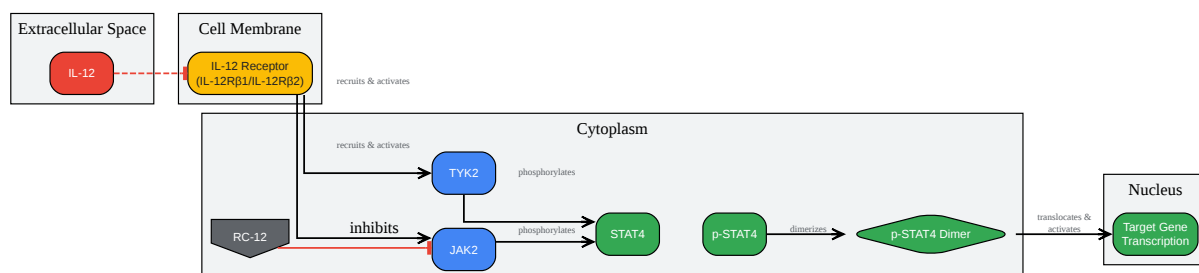 Extracellular Space
Cell Membrane
IL-12
IL-12 Receptor
(IL-12Rβ1/IL-12Rβ2)
recruits & activates
Cytoplasm
recruits & activates
TYK2
phosphorylates
RC-12
inhibits
JAK2
phosphorylates
STAT4
p-STAT4
dimerizes
p-STAT4 Dimer
translocates &
activates
Nucleus
Target Gene
Transcription